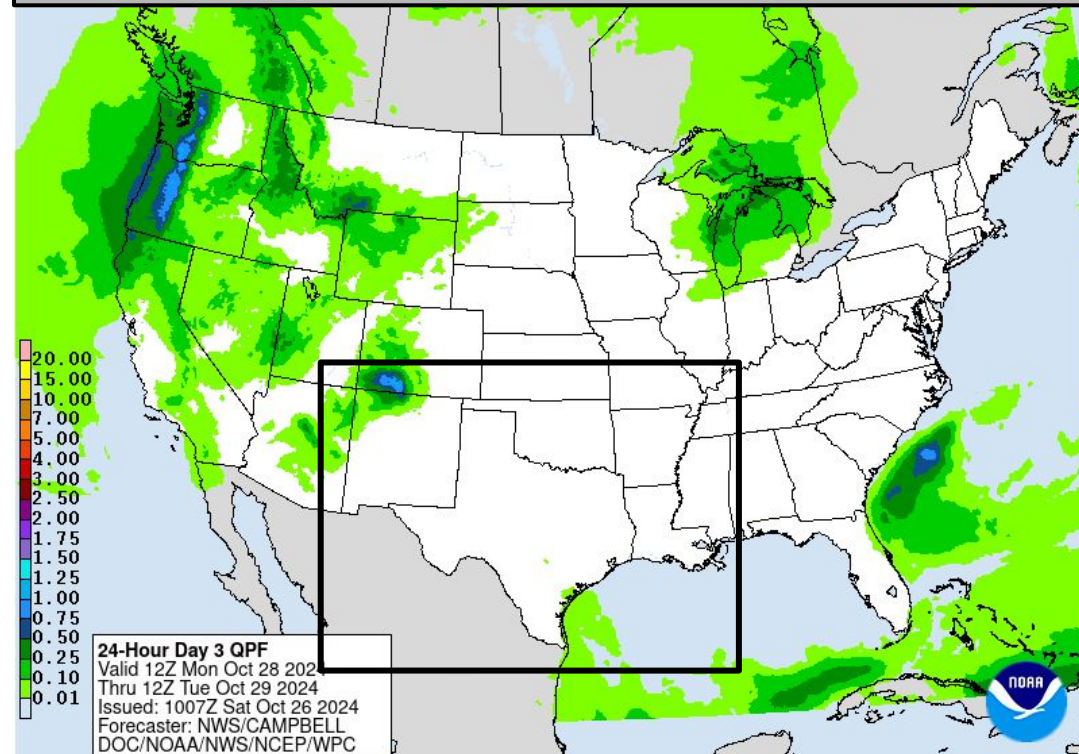 20.00
15.00
10.00
7.00
5.00
4.00
3.00
2.50
2.00
1.75
1.50
1.25
1.00
0.75
0.50
0.25
0.10
0.01
24-Hour Day 3 QPF
Valid 12Z Mon Oct 28 2024
Thru 12Z Tue Oct 29 2024
Issued: 1007Z Sat Oct 26 2024
Forecaster: NWS/CAMPBELL
DOC/NOAA/NWS/NCEP/WPC
NOAA